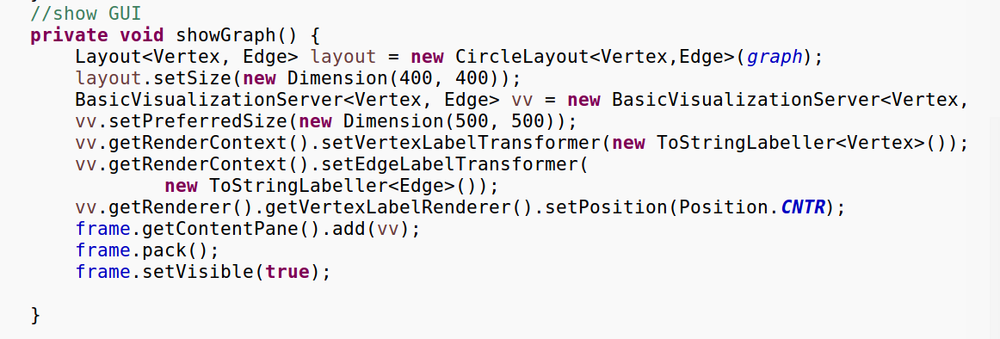 //show GUI
private void showGraph() {
Layout<Vertex, Edge> layout = new CircleLayout<Vertex,Edge>(graph);
layout.setSize(new Dimension(400, 400));
BasicVisualizationServer<Vertex, Edge> vv = new BasicVisualizationServer<Vertex,
vv.setPreferredSize(new Dimension(500, 500));
vv.getRenderContext().setVertexLabelTransformer(new ToStringLabeller<Vertex>());
vv.getRenderContext().setEdgeLabelTransformer(
new ToStringLabeller<Edge>());
vv.getRenderer().getVertexLabelRenderer().setPosition(Position.CNTR);
frame.getContentPane().add(vv);
frame.pack();
frame.setVisible(true);
}